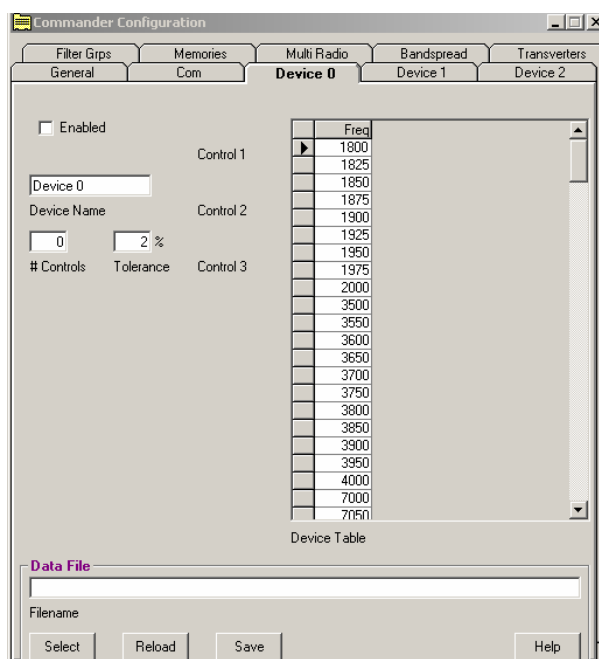 Commander Configuration
Filter Grps Memories Multi Radio Bandspread Transverters
General Com Device 0 Device 1 Device 2
Enabled
Control 1
Device 0
Device Name Control 2
0 2 %
# Controls Tolerance Control 3
Freq
1800
1825
1850
1875
1900
1925
1950
1975
2000
3500
3550
3600
3650
3700
3750
3800
3850
3900
3950
4000
7000
7050
Device Table
Data File
Filename
Select Reload Save Help